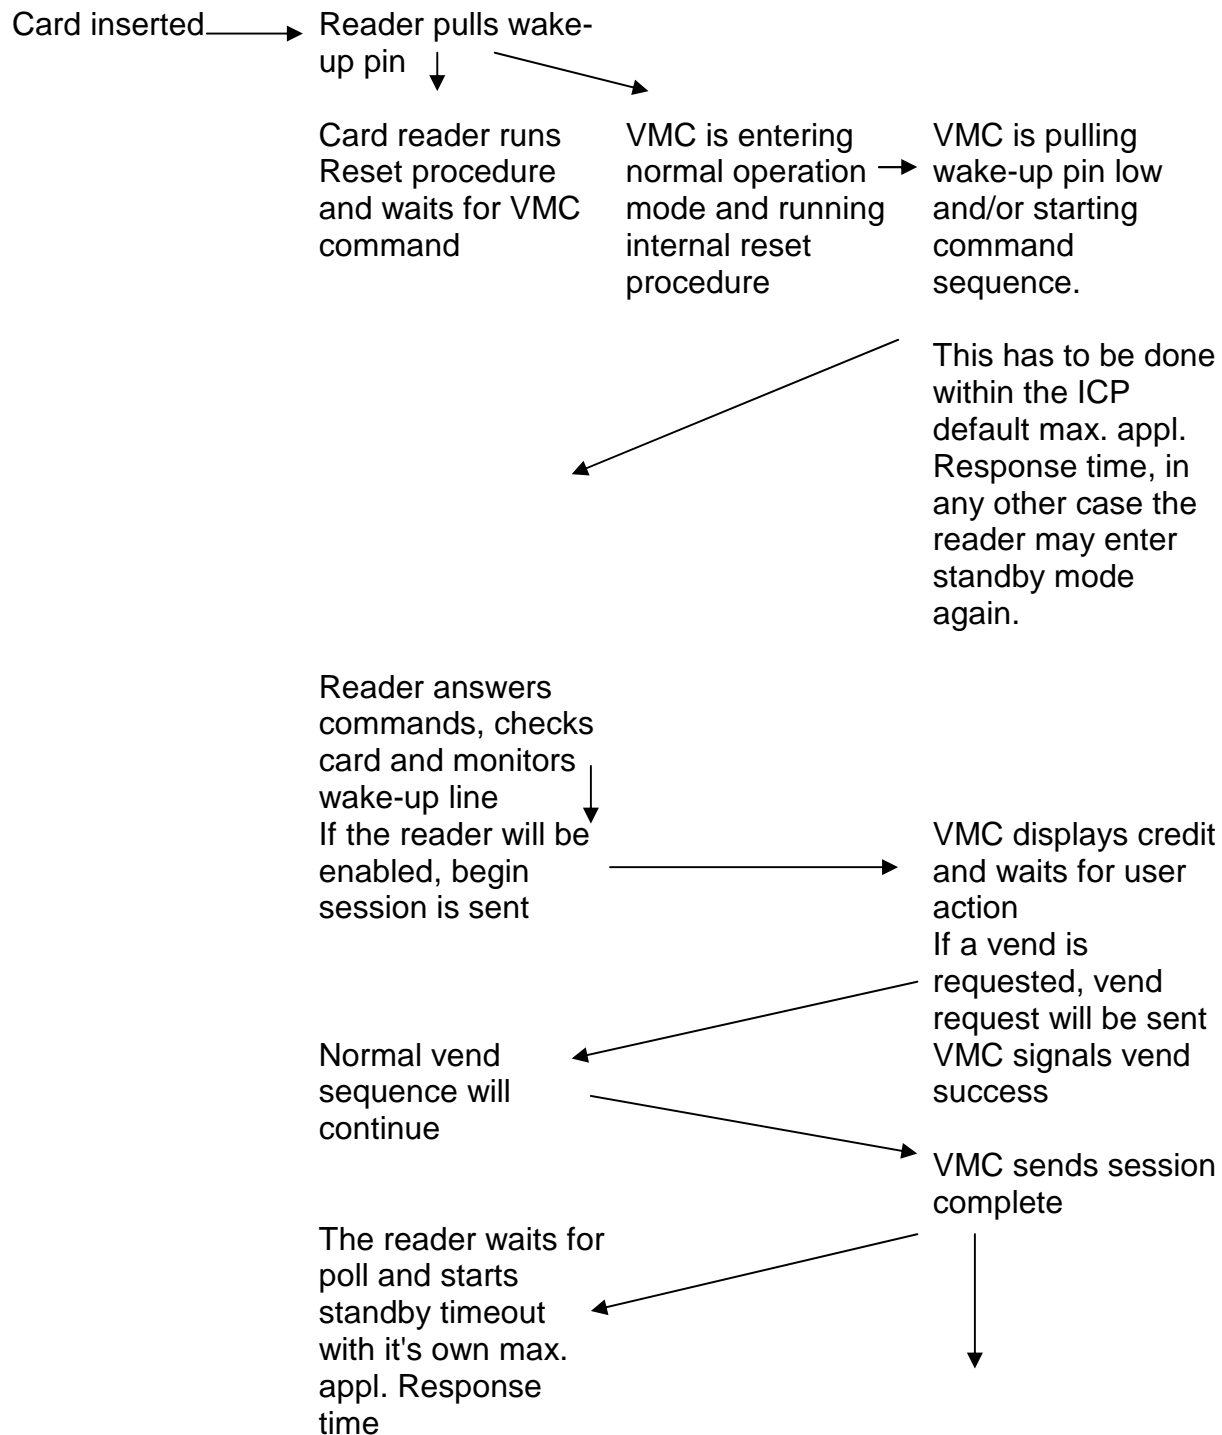 Card inserted
Reader pulls wake-
up pin
Card reader runs
Reset procedure
and waits for VMC
command
VMC is entering
normal operation
mode and running
internal reset
procedure
VMC is pulling
wake-up pin low
and/or starting
command
sequence.
This has to be done
within the ICP
default max. appl.
Response time, in
any other case the
reader may enter
standby mode
again.
Reader answers
commands, checks
card and monitors
wake-up line
If the reader will be
enabled, begin
session is sent
VMC displays credit
and waits for user
action
If a vend is
requested, vend
request will be sent
Normal vend
sequence will
continue
VMC signals vend
success
VMC sends session
complete
The reader waits for
poll and starts
standby timeout
with it's own max.
appl. Response
time